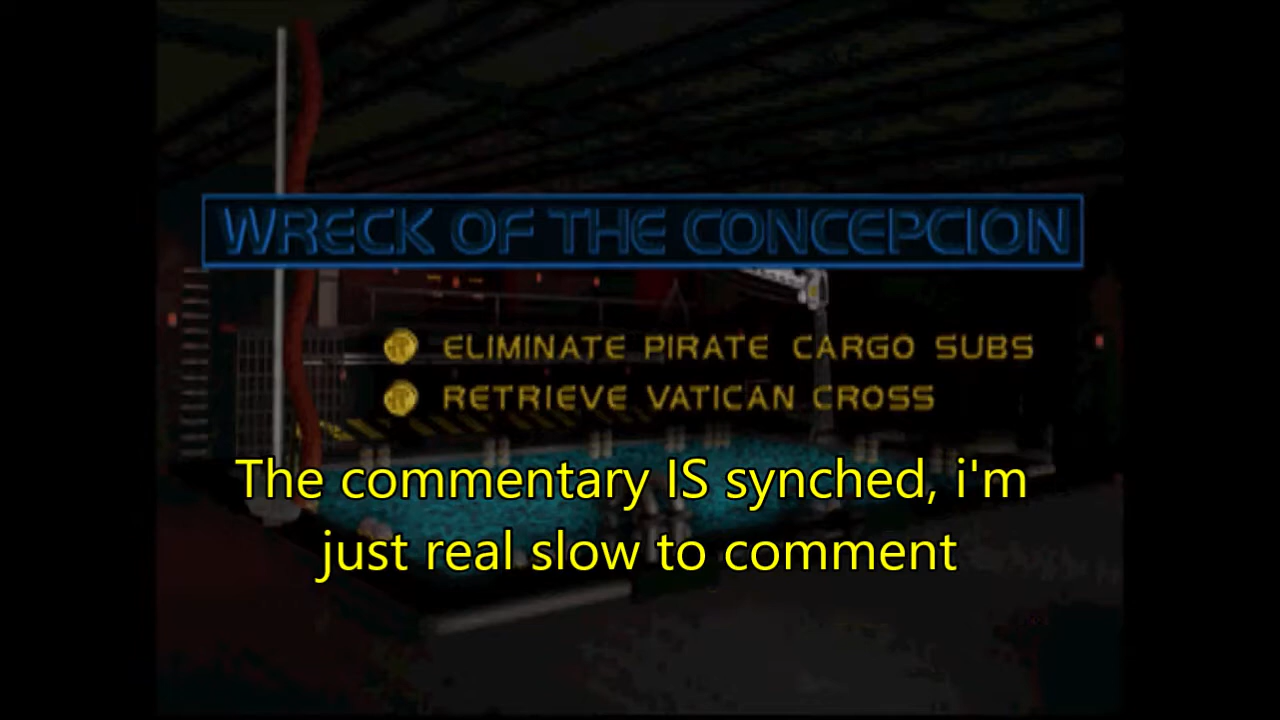 WRECK OF THE CONCEPCION
ELIMINATE PIRATE CARGO SUBS
RETRIEVE VATICAN CROSS
The commentary IS synched, i'm
just real slow to comment